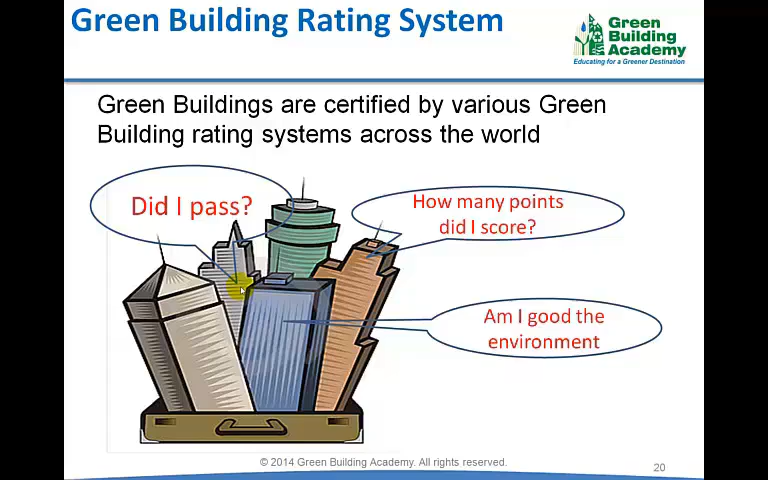 Green Building Rating System
Green
Building
Academy
Educating for a Greener Destination
Green Buildings are certified by various Green
Building rating systems across the world
Did I pass?
How many points
did I score?
Am I good the
environment
© 2014 Green Building Academy. All rights reserved.
20